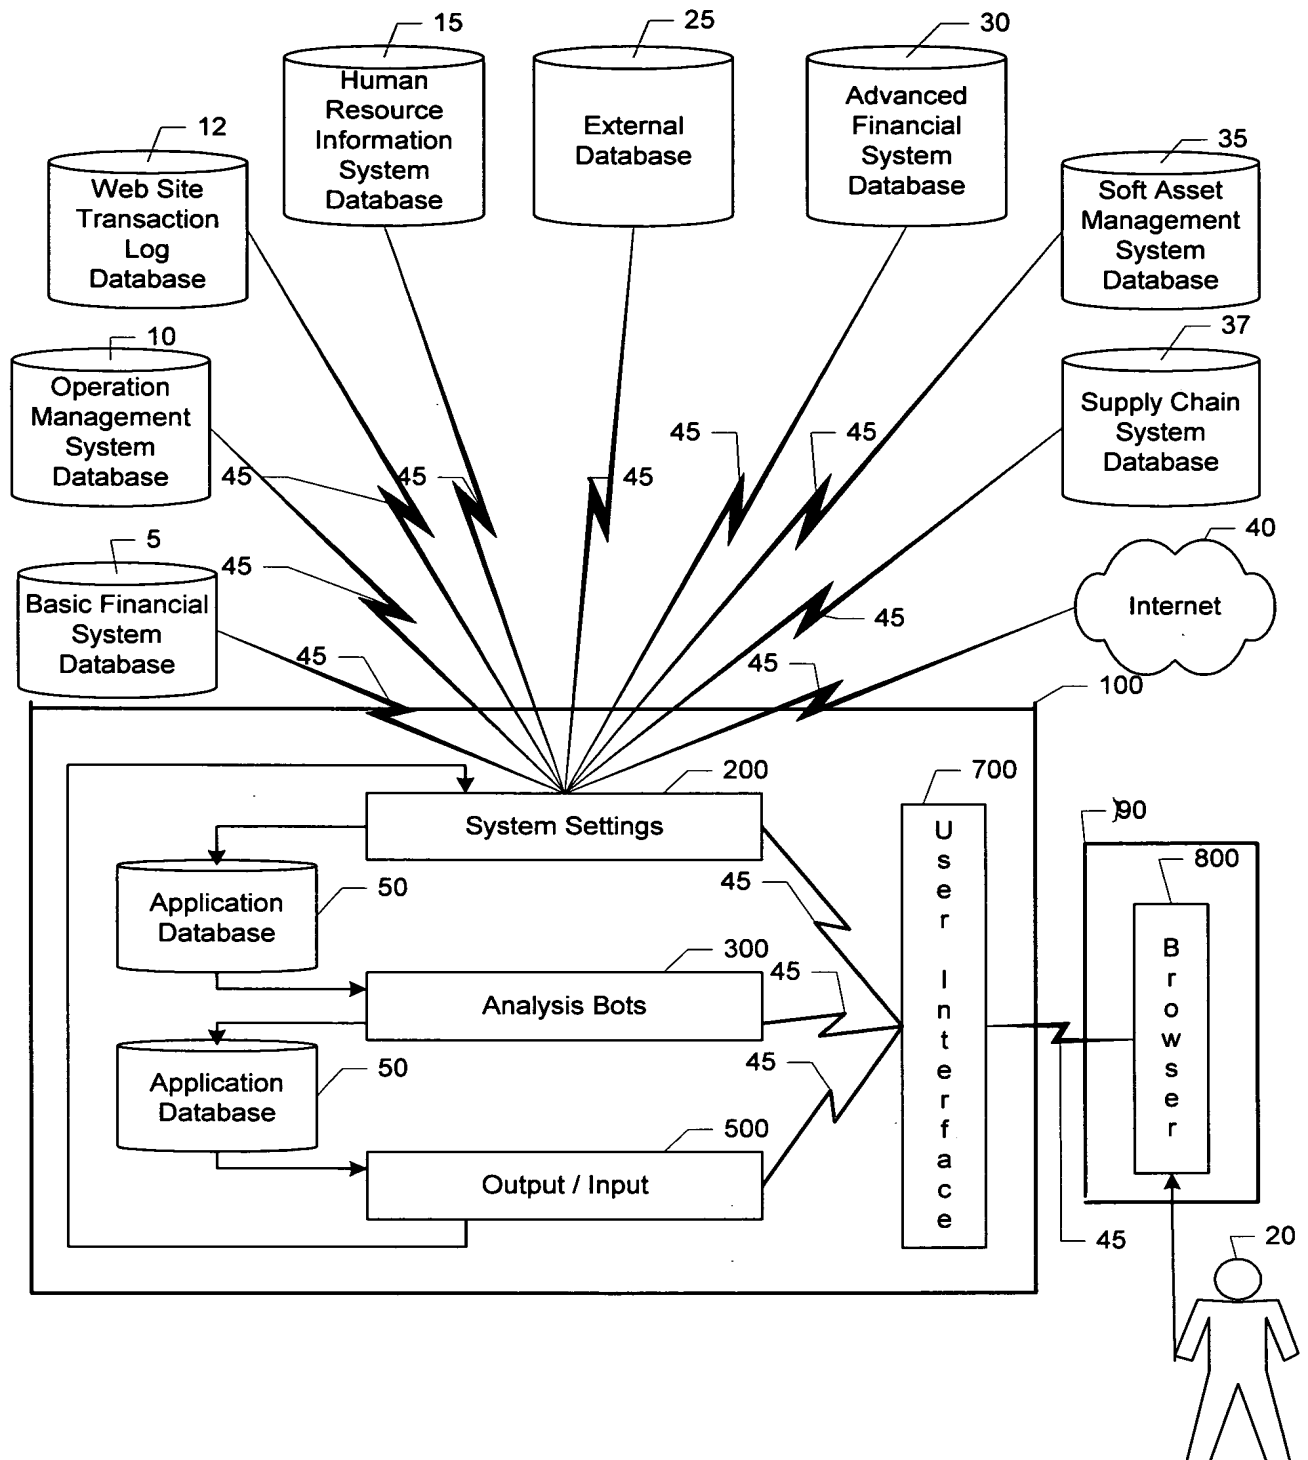 15
25
30
12
35
Human
Resource
Information
System
Database
External
Database
Advanced
Financial
System
Database
Web Site
Transaction
Log
Database
Soft Asset
Management
System
Database
10
37
Operation
Management
System
Database
Supply Chain
System
Database
45
45
45
45
45
5
40
45
Basic Financial
System
Database
Internet
45
45
45
100
200
700
System Settings
90
800
45
50
Application
Database
300
45
Analysis Bots
User Interface
Browser
45
50
Application
Database
500
Output / Input
45
20